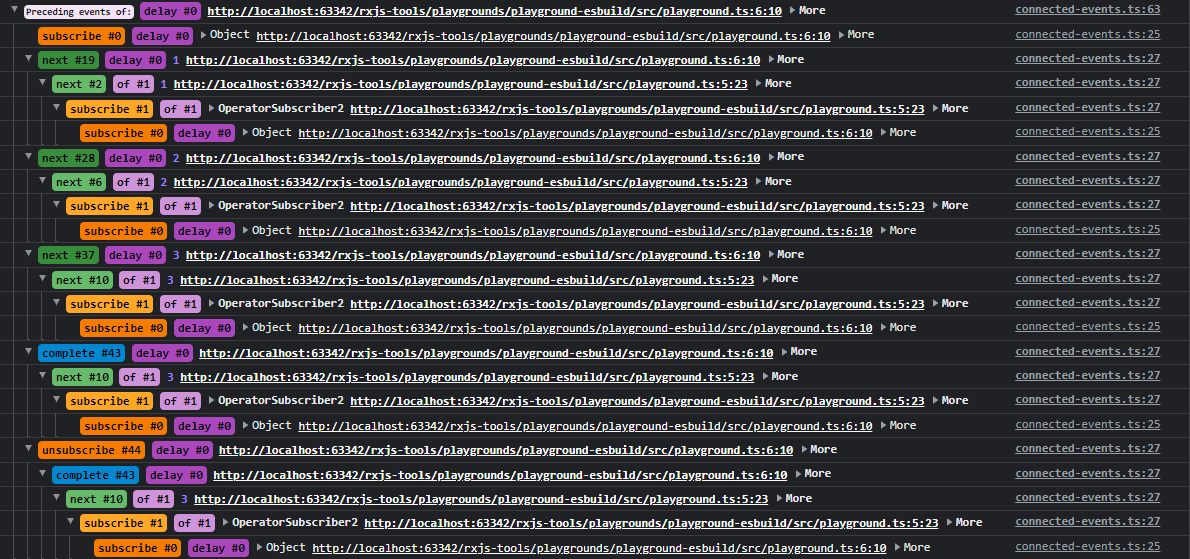 Preceding events of: delay #0 http://localhost:63342/rxjs-tools/playgrounds/playground-esbuild/src/playground.ts:6:10 More connected-events.ts:63
subscribe #0 delay #0 Object http://localhost:63342/rxjs-tools/playgrounds/playground-esbuild/src/playground.ts:6:10 More connected-events.ts:25
next #19 delay #0 1 http://localhost:63342/rxjs-tools/playgrounds/playground-esbuild/src/playground.ts:6:10 More connected-events.ts:27
next #2 of #1 1 http://localhost:63342/rxjs-tools/playgrounds/playground-esbuild/src/playground.ts:5:23 More connected-events.ts:27
subscribe #1 of #1 OperatorSubscriber2 http://localhost:63342/rxjs-tools/playgrounds/playground-esbuild/src/playground.ts:5:23 More connected-events.ts:27
subscribe #0 delay #0 Object http://localhost:63342/rxjs-tools/playgrounds/playground-esbuild/src/playground.ts:6:10 More connected-events.ts:25
next #28 delay #0 2 http://localhost:63342/rxjs-tools/playgrounds/playground-esbuild/src/playground.ts:6:10 More connected-events.ts:27
next #6 of #1 2 http://localhost:63342/rxjs-tools/playgrounds/playground-esbuild/src/playground.ts:5:23 More connected-events.ts:27
subscribe #1 of #1 OperatorSubscriber2 http://localhost:63342/rxjs-tools/playgrounds/playground-esbuild/src/playground.ts:5:23 More connected-events.ts:27
subscribe #0 delay #0 Object http://localhost:63342/rxjs-tools/playgrounds/playground-esbuild/src/playground.ts:6:10 More connected-events.ts:25
next #37 delay #0 3 http://localhost:63342/rxjs-tools/playgrounds/playground-esbuild/src/playground.ts:6:10 More connected-events.ts:27
next #10 of #1 3 http://localhost:63342/rxjs-tools/playgrounds/playground-esbuild/src/playground.ts:5:23 More connected-events.ts:27
subscribe #1 of #1 OperatorSubscriber2 http://localhost:63342/rxjs-tools/playgrounds/playground-esbuild/src/playground.ts:5:23 More connected-events.ts:27
subscribe #0 delay #0 Object http://localhost:63342/rxjs-tools/playgrounds/playground-esbuild/src/playground.ts:6:10 More connected-events.ts:25
complete #43 delay #0 http://localhost:63342/rxjs-tools/playgrounds/playground-esbuild/src/playground.ts:6:10 More connected-events.ts:27
next #10 of #1 3 http://localhost:63342/rxjs-tools/playgrounds/playground-esbuild/src/playground.ts:5:23 More connected-events.ts:27
subscribe #1 of #1 OperatorSubscriber2 http://localhost:63342/rxjs-tools/playgrounds/playground-esbuild/src/playground.ts:5:23 More connected-events.ts:27
subscribe #0 delay #0 Object http://localhost:63342/rxjs-tools/playgrounds/playground-esbuild/src/playground.ts:6:10 More connected-events.ts:25
unsubscribe #44 delay #0 http://localhost:63342/rxjs-tools/playgrounds/playground-esbuild/src/playground.ts:6:10 More connected-events.ts:27
complete #43 delay #0 http://localhost:63342/rxjs-tools/playgrounds/playground-esbuild/src/playground.ts:6:10 More connected-events.ts:27
next #10 of #1 3 http://localhost:63342/rxjs-tools/playgrounds/playground-esbuild/src/playground.ts:5:23 More connected-events.ts:27
subscribe #1 of #1 OperatorSubscriber2 http://localhost:63342/rxjs-tools/playgrounds/playground-esbuild/src/playground.ts:5:23 More connected-events.ts:27
subscribe #0 delay #0 Object http://localhost:63342/rxjs-tools/playgrounds/playground-esbuild/src/playground.ts:6:10 More connected-events.ts:25